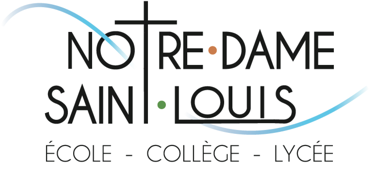 NOTRE•DAME
SAINT•LOUIS
ÉCOLE - COLLÈGE - LYCÉE